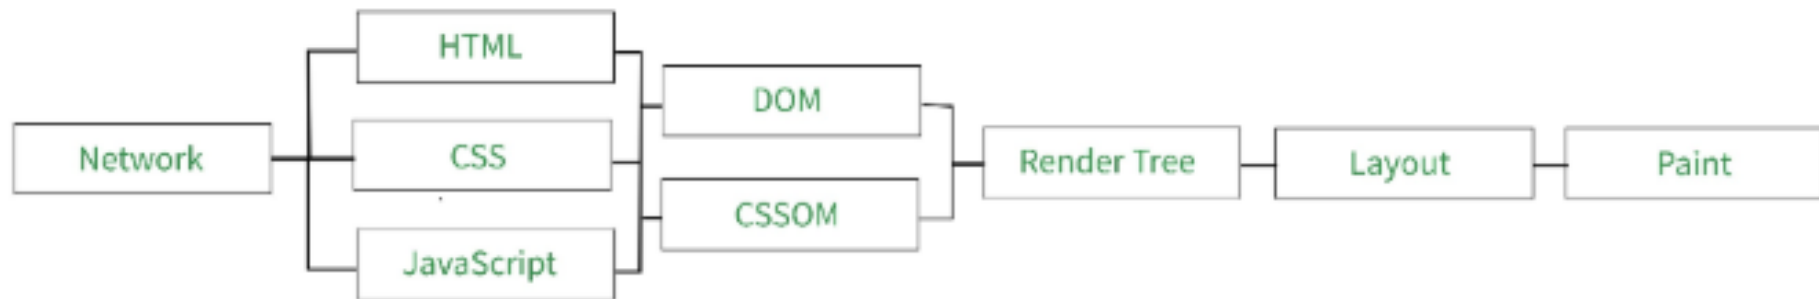 Network
HTML
CSS
JavaScript
DOM
CSSOM
Render Tree
Layout
Paint